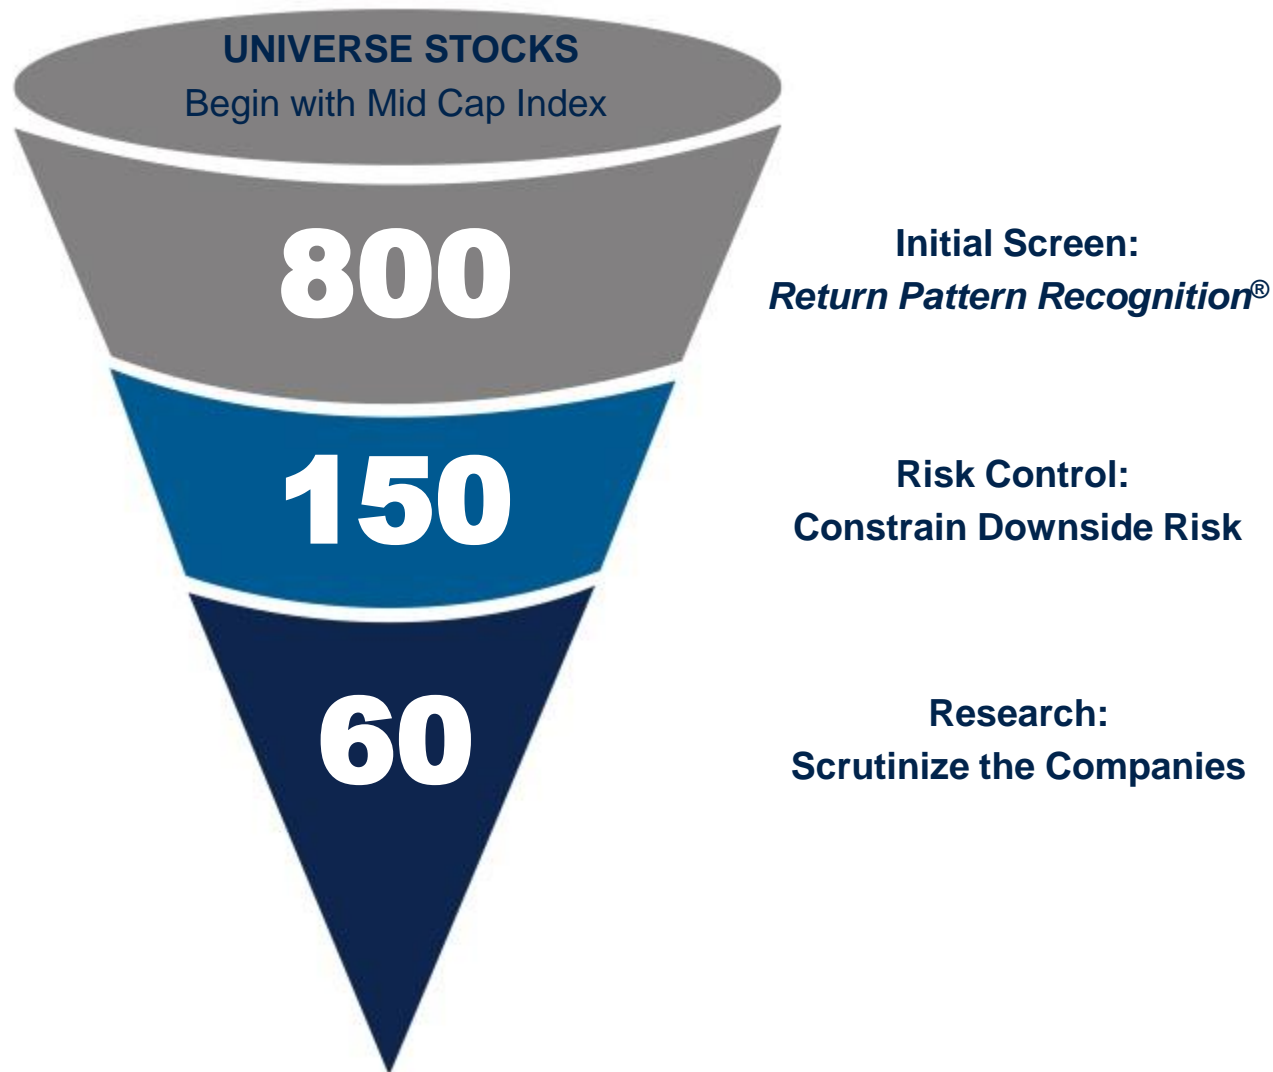 UNIVERSE STOCKS
Begin with Mid Cap Index
800
Initial Screen:
Return Pattern Recognition®
150
Risk Control:
Constrain Downside Risk
60
Research:
Scrutinize the Companies